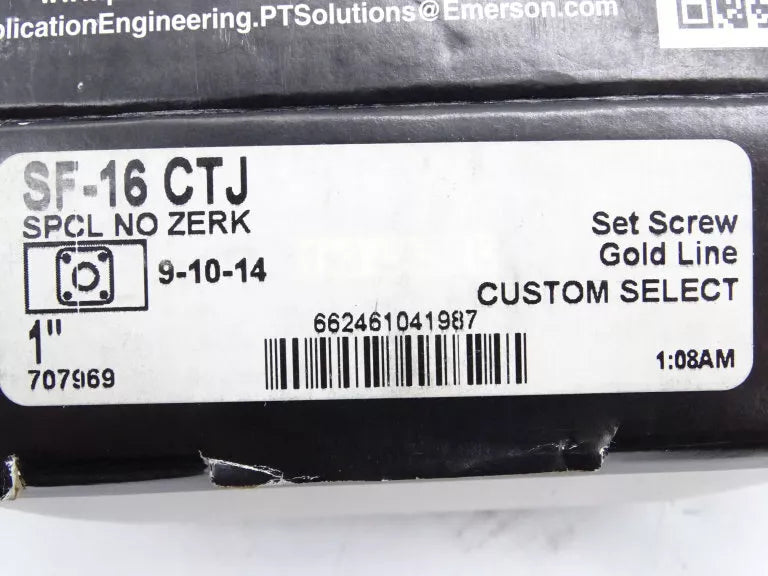 plicationEngineering.PTSolutions@Emerson.com
SF-16 CTJ
SPCL NO ZERK
9-10-14
1"
707969
Set Screw
Gold Line
CUSTOM SELECT
662461041987
1:08AM